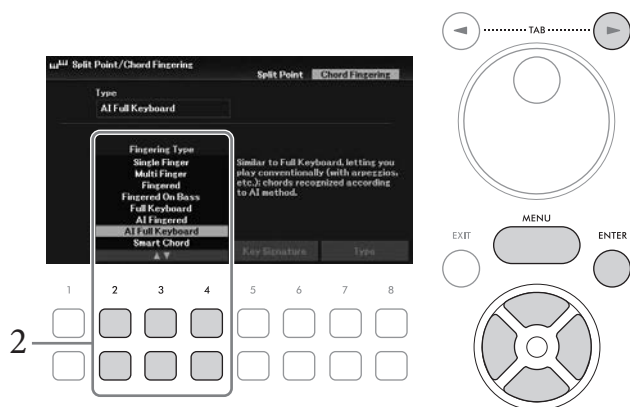 TAB
Split Point/Chord Fingering
Split Point Chord Fingering
Type
AI Full Keyboard
Fingering Type
Single Finger
Multi Finger
Fingered
Fingered On Bass
Full Keyboard
AI Fingered
AI Full Keyboard
Smart Chord
▲▼
Similar to Full Keyboard, letting you
play conventionally (with arpeggios,
etc.); chords recognized according
to AI method.
Key Signature Type
MENU
EXIT
ENTER
1 2 3 4 5 6 7 8
2